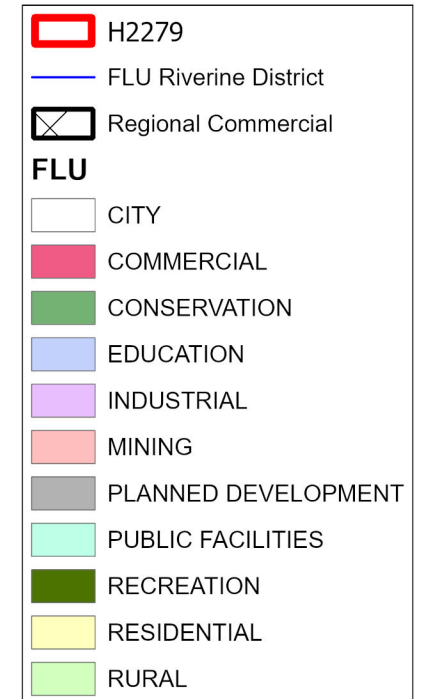 H2279
FLU Riverine District
Regional Commercial
FLU
CITY
COMMERCIAL
CONSERVATION
EDUCATION
INDUSTRIAL
MINING
PLANNED DEVELOPMENT
PUBLIC FACILITIES
RECREATION
RESIDENTIAL
RURAL